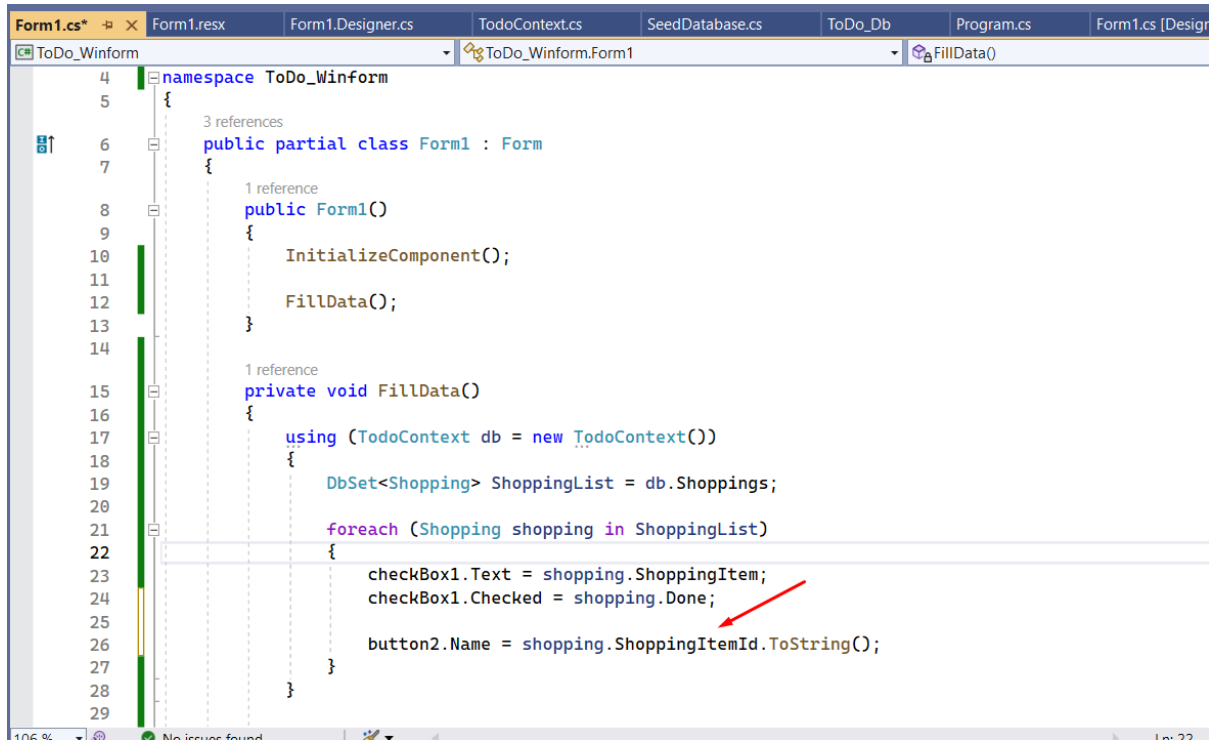 Form1.cs* Form1.resx Form1.Designer.cs TodoContext.cs SeedDatabase.cs ToDo_Db Program.cs Form1.cs [Design
C# ToDo_Winform ToDo_Winform.Form1 FillData()
4 namespace ToDo_Winform
5 {
3 references
6 public partial class Form1 : Form
7 {
1 reference
8 public Form1()
9 {
10 InitializeComponent();
11
12 FillData();
13 }
14
1 reference
15 private void FillData()
16 {
17 using (TodoContext db = new TodoContext())
18 {
19 DbSet<Shopping> ShoppingList = db.Shoppings;
20
21 foreach (Shopping shopping in ShoppingList)
22 {
23 checkBox1.Text = shopping.ShoppingItem;
24 checkBox1.Checked = shopping.Done;
25
26 button2.Name = shopping.ShoppingItemId.ToString();
27 }
28 }
29
106 % No issues found Ln: 22